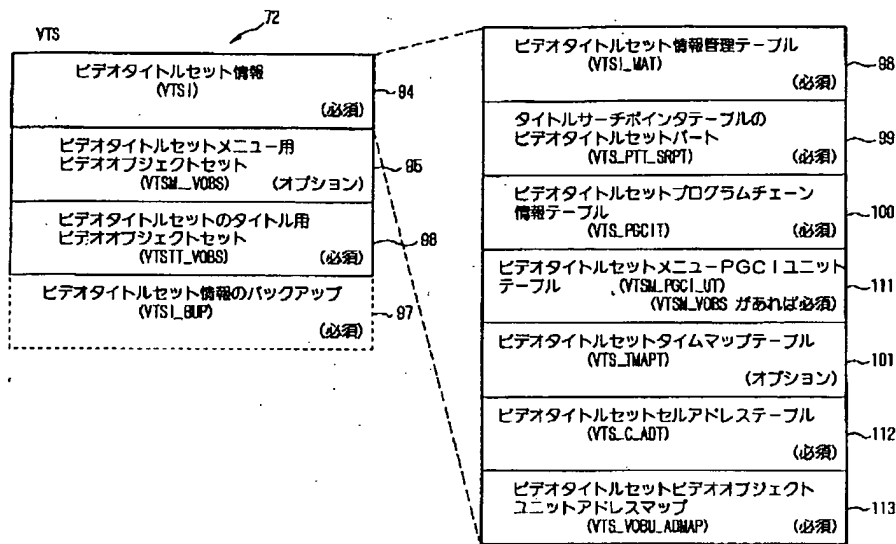 VTS
72
ビデオタイトルセット情報
(VTSI)
(必須)
94
ビデオタイトルセットメニュー用
ビデオオブジェクトセット
(VTSM_VOBS) (オプション)
95
ビデオタイトルセットのタイトル用
ビデオオブジェクトセット
(VTSTT_VOBS) (必須)
96
ビデオタイトルセット情報のバックアップ
(VTSI_BUP)
(必須)
97
ビデオタイトルセット情報管理テーブル
(VTSI_MAT)
(必須)
98
タイトルサーチポインタテーブルの
ビデオタイトルセットパート
(VTS_PTT_SRPT) (必須)
99
ビデオタイトルセットプログラムチェーン
情報テーブル
(VTS_PGCIT) (必須)
100
ビデオタイトルセットメニューPGCIユニット
テーブル (VTSM_PGCI_UT)
(VTSM_VOBS があれば必須)
111
ビデオタイトルセットタイムマップテーブル
(VTS_TMAPT)
(オプション)
101
ビデオタイトルセットセルアドレステーブル
(VTS_C_ADT)
(必須)
112
ビデオタイトルセットビデオオブジェクト
ユニットアドレスマップ
(VTS_VOBU_ADMAP) (必須)
113